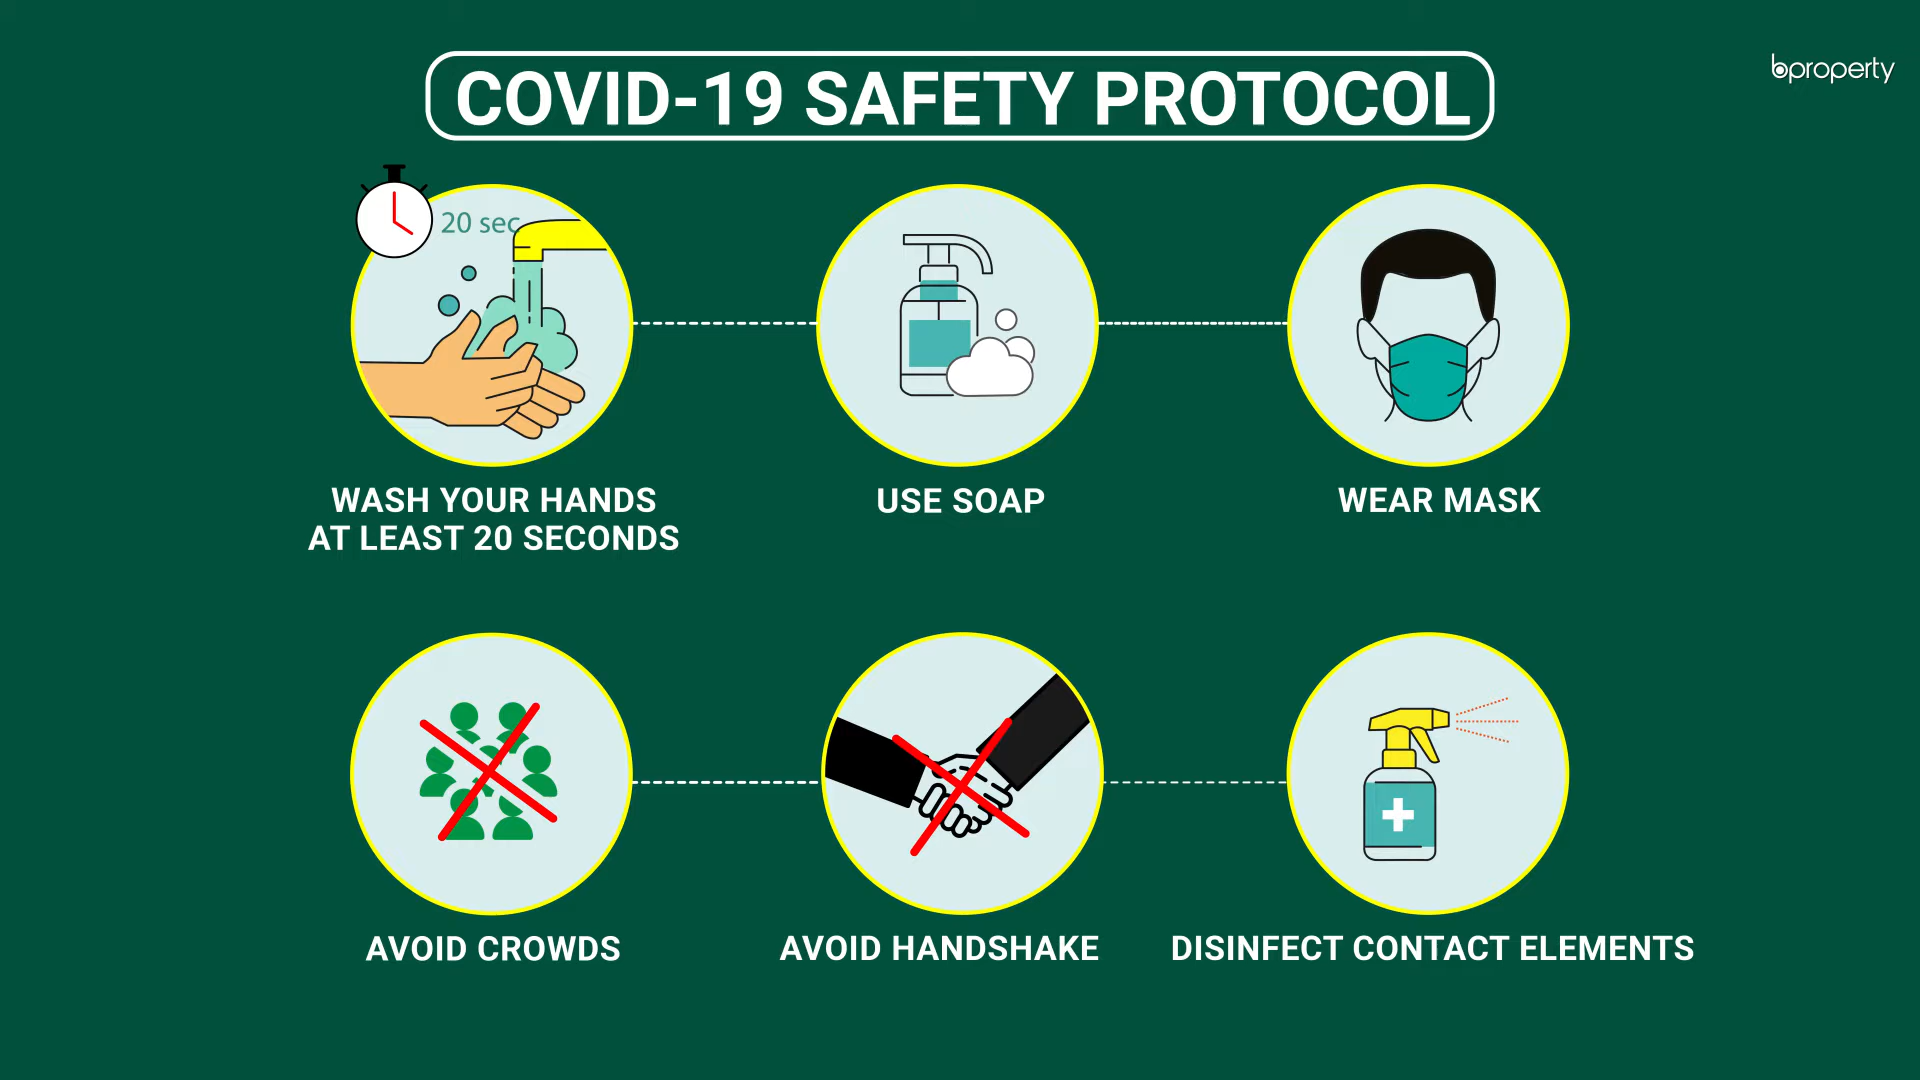 COVID-19 SAFETY PROTOCOL
bproperty
20 sec
WASH YOUR HANDS
AT LEAST 20 SECONDS
USE SOAP
WEAR MASK
AVOID CROWDS
AVOID HANDSHAKE
DISINFECT CONTACT ELEMENTS